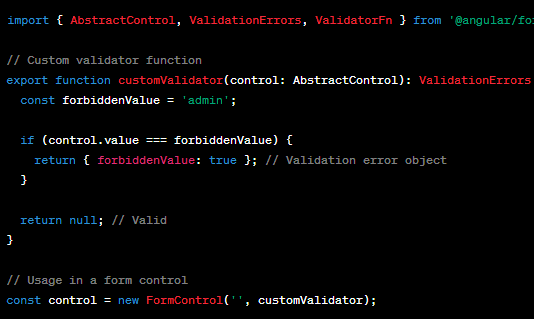 import { AbstractControl, ValidationErrors, ValidatorFn } from '@angular/fo
// Custom validator function
export function customValidator(control: AbstractControl): ValidationErrors
const forbiddenValue = 'admin';
if (control.value === forbiddenValue) {
return { forbiddenValue: true }; // Validation error object
}
return null; // Valid
}
// Usage in a form control
const control = new FormControl('', customValidator);